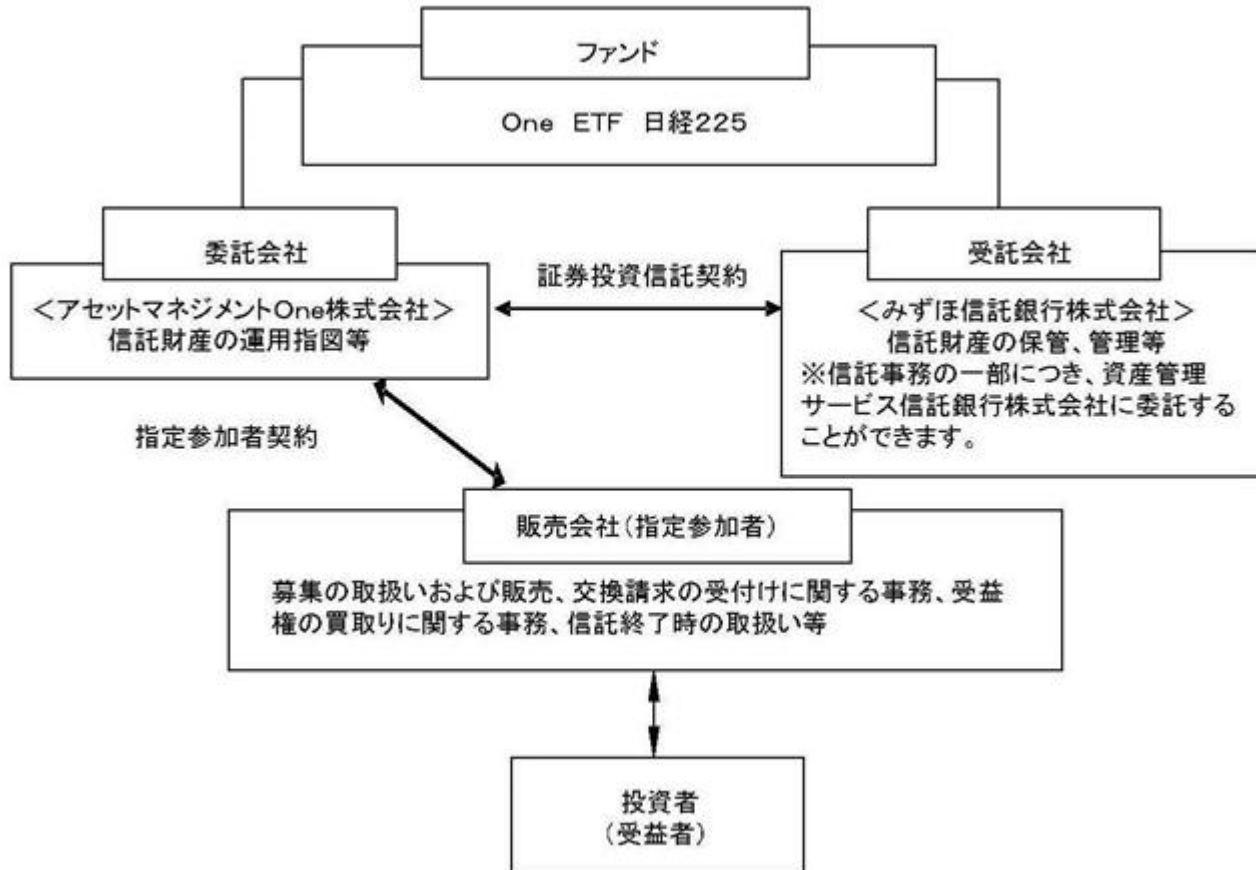 ファンド
One ETF 日経225
委託会社
<アセットマネジメントOne株式会社>
信託財産の運用指図等
証券投資信託契約
受託会社
<みずほ信託銀行株式会社>
信託財産の保管、管理等
※信託事務の一部につき、資産管理
サービス信託銀行株式会社に委託する
ことができます。
指定参加者契約
販売会社(指定参加者)
募集の取扱いおよび販売、交換請求の受付けに関する事務、受益
権の買取りに関する事務、信託終了時の取扱い等
投資者
(受益者)